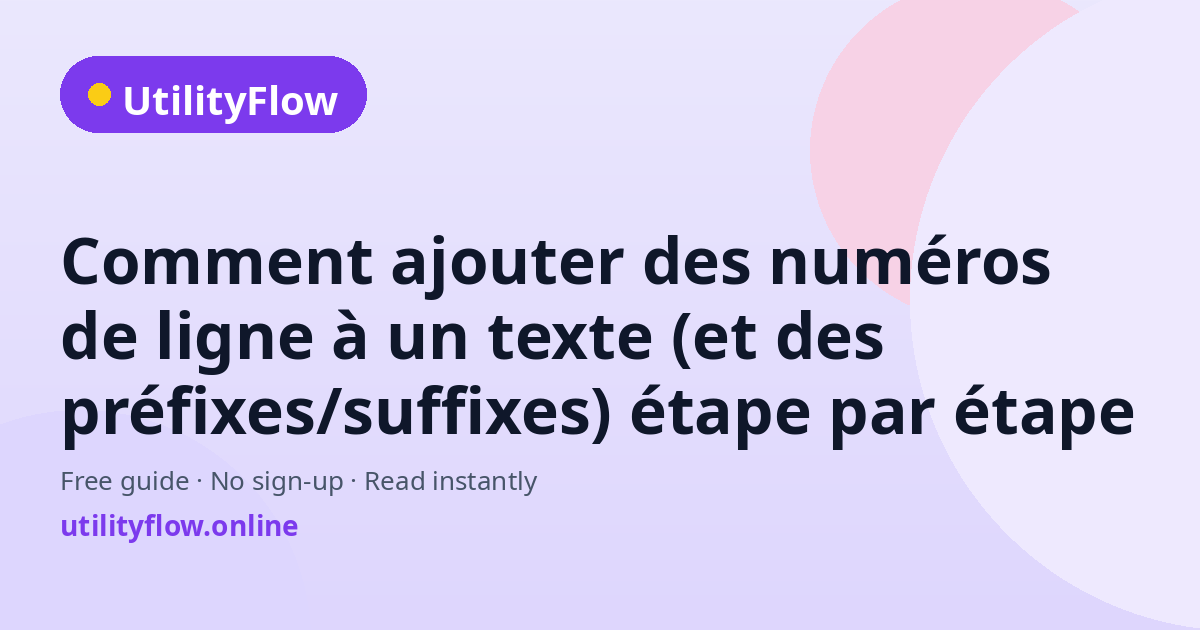 UtilityFlow
Comment ajouter des numéros
de ligne à un texte (et des
préfixes/suffixes) étape par étape
Free guide · No sign-up · Read instantly
utilityflow.online